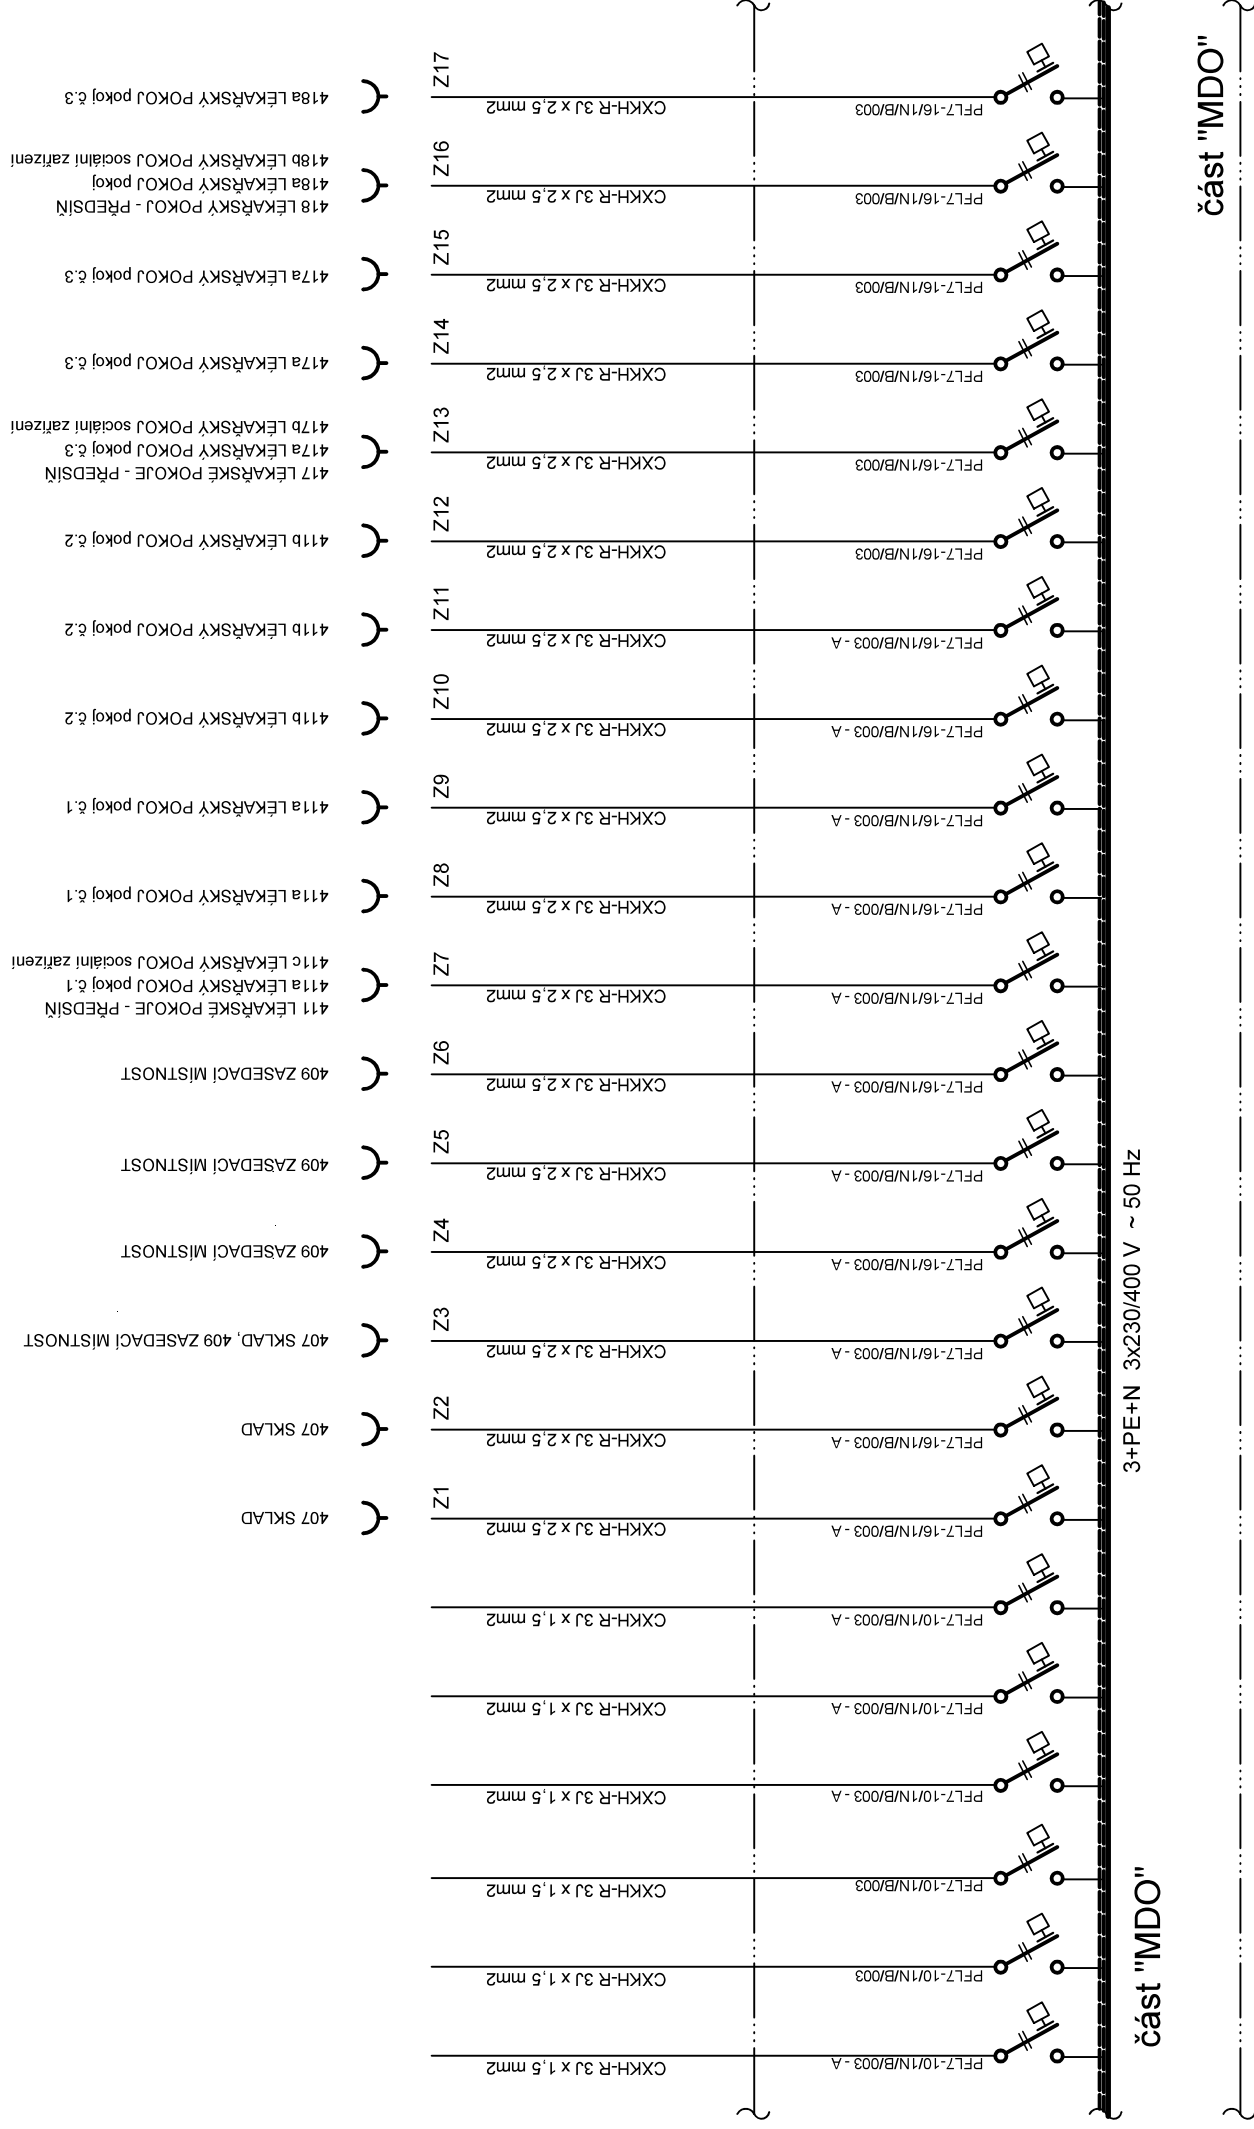 418a LÉKAŘSKÝ POKOJ pokoj č.3
Z17
CXKH-R 3J x 2,5 mm2
PFL7-16/1N/B/003
418 LÉKAŘSKÝ POKOJ - PŘEDSÍŇ
418a LÉKAŘSKÝ POKOJ pokoj
418b LÉKAŘSKÝ POKOJ sociální zařízení
Z16
CXKH-R 3J x 2,5 mm2
PFL7-16/1N/B/003
417a LÉKAŘSKÝ POKOJ pokoj č.3
Z15
CXKH-R 3J x 2,5 mm2
PFL7-16/1N/B/003
417a LÉKAŘSKÝ POKOJ pokoj č.3
Z14
CXKH-R 3J x 2,5 mm2
PFL7-16/1N/B/003
417 LÉKAŘSKÉ POKOJE - PŘEDSÍŇ
417a LÉKAŘSKÝ POKOJ pokoj č.3
417b LÉKAŘSKÝ POKOJ sociální zařízení
Z13
CXKH-R 3J x 2,5 mm2
PFL7-16/1N/B/003
411b LÉKAŘSKÝ POKOJ pokoj č.2
Z12
CXKH-R 3J x 2,5 mm2
PFL7-16/1N/B/003
411b LÉKAŘSKÝ POKOJ pokoj č.2
Z11
CXKH-R 3J x 2,5 mm2
PFL7-16/1N/B/003 - A
411b LÉKAŘSKÝ POKOJ pokoj č.2
Z10
CXKH-R 3J x 2,5 mm2
PFL7-16/1N/B/003 - A
411a LÉKAŘSKÝ POKOJ pokoj č.1
Z9
CXKH-R 3J x 2,5 mm2
PFL7-16/1N/B/003 - A
411a LÉKAŘSKÝ POKOJ pokoj č.1
Z8
CXKH-R 3J x 2,5 mm2
PFL7-16/1N/B/003 - A
411 LÉKAŘSKÉ POKOJE - PŘEDSÍŇ
411a LÉKAŘSKÝ POKOJ pokoj č.1
411c LÉKAŘSKÝ POKOJ sociální zařízení
Z7
CXKH-R 3J x 2,5 mm2
PFL7-16/1N/B/003 - A
409 ZASEDACÍ MÍSTNOST
Z6
CXKH-R 3J x 2,5 mm2
PFL7-16/1N/B/003 - A
409 ZASEDACÍ MÍSTNOST
Z5
CXKH-R 3J x 2,5 mm2
PFL7-16/1N/B/003 - A
409 ZASEDACÍ MÍSTNOST
Z4
CXKH-R 3J x 2,5 mm2
PFL7-16/1N/B/003 - A
407 SKLAD, 409 ZASEDACÍ MÍSTNOST
Z3
CXKH-R 3J x 2,5 mm2
PFL7-16/1N/B/003 - A
407 SKLAD
Z2
CXKH-R 3J x 2,5 mm2
PFL7-16/1N/B/003 - A
407 SKLAD
Z1
CXKH-R 3J x 2,5 mm2
PFL7-16/1N/B/003 - A
CXKH-R 3J x 1,5 mm2
PFL7-10/1N/B/003 - A
CXKH-R 3J x 1,5 mm2
PFL7-10/1N/B/003 - A
CXKH-R 3J x 1,5 mm2
PFL7-10/1N/B/003 - A
CXKH-R 3J x 1,5 mm2
PFL7-10/1N/B/003
CXKH-R 3J x 1,5 mm2
PFL7-10/1N/B/003
CXKH-R 3J x 1,5 mm2
PFL7-10/1N/B/003 - A
3+PE+N 3x230/400 V ~ 50 Hz
část "MDO"
část "MDO"